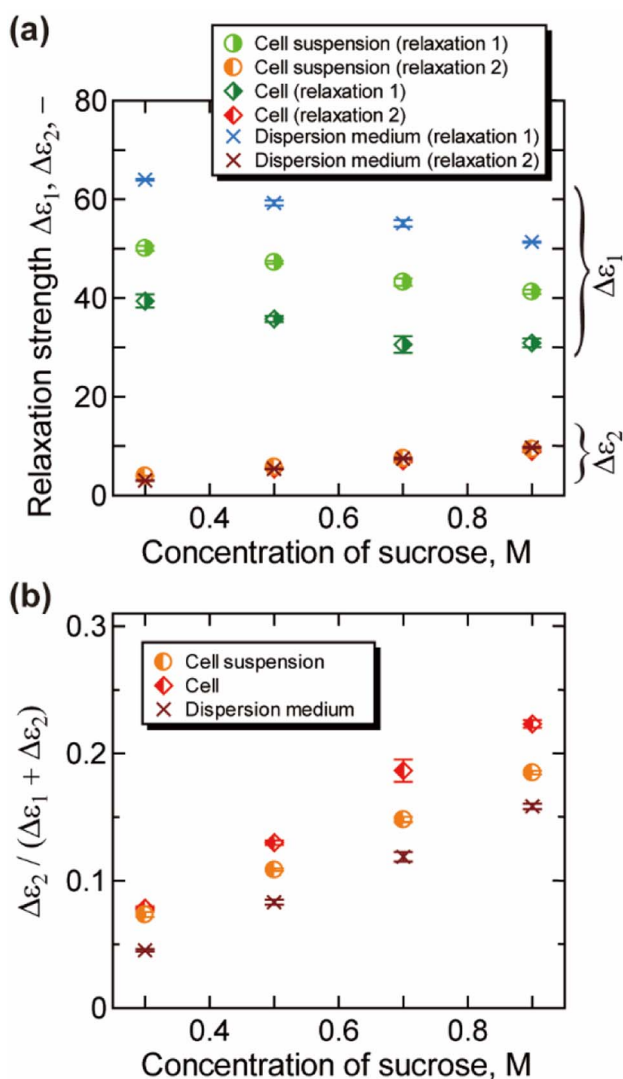 (a)
Cell suspension (relaxation 1)
Cell suspension (relaxation 2)
Cell (relaxation 1)
Cell (relaxation 2)
Dispersion medium (relaxation 1)
Dispersion medium (relaxation 2)
Relaxation strength Δε₁, Δε₂, –
80
60
40
20
0
Δε₁
Δε₂
0.4 0.6 0.8
Concentration of sucrose, M
(b)
Cell suspension
Cell
Dispersion medium
Δε₂ / (Δε₁ + Δε₂)
0.3
0.2
0.1
0
0.4 0.6 0.8
Concentration of sucrose, M